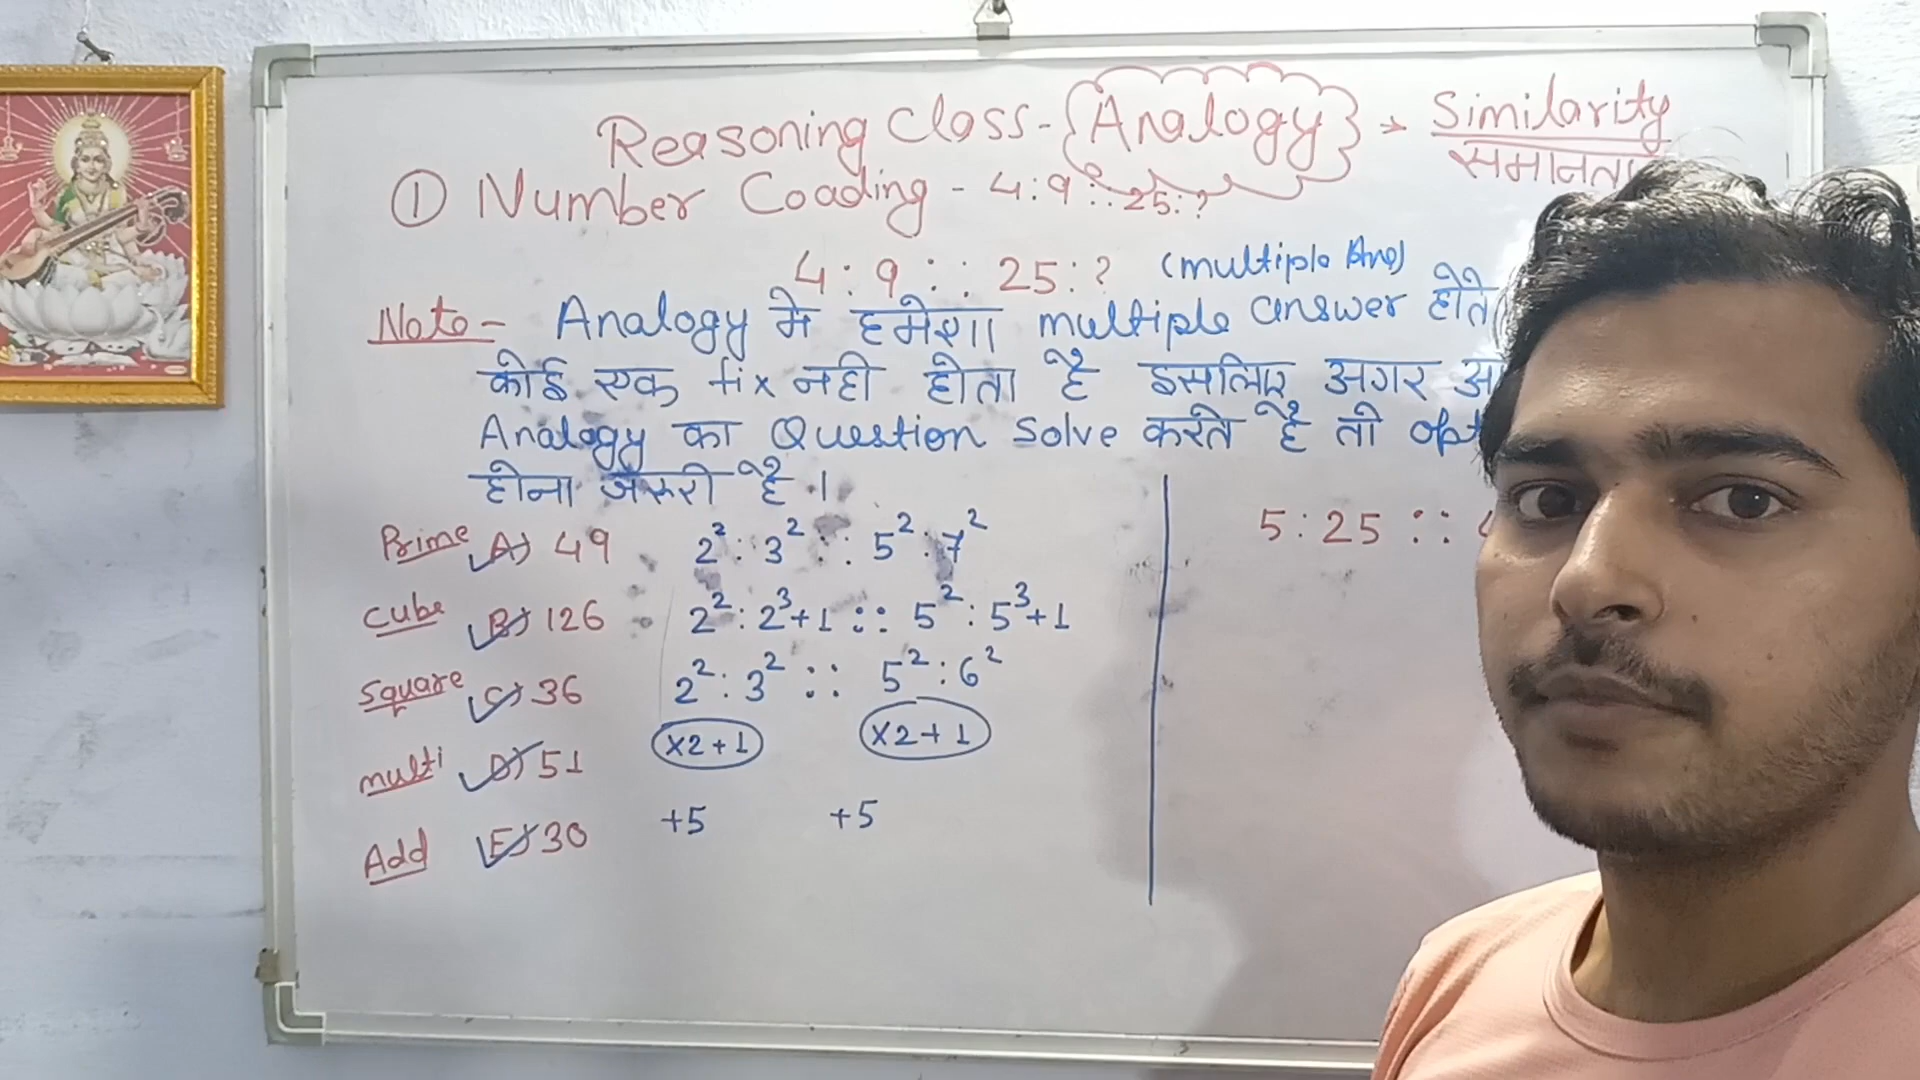 Reasoning Class - {Analogy} → Similarity
समानता
① Number Coading - 4:9::25:?
4 : 9 :: 25 : ? (multiple Ans)
Note - Analogy मे हमेशा multiple answer होते
कोई एक fix नही होता है इसलिए अगर
Analogy का Question Solve करते है तो
होना जरूरी है ।
Prime A) 49 2² : 3² :: 5² : 7²
Cube B) 126 2² : 2³+1 :: 5² : 5³+1
Square C) 36 2² : 3² :: 5² : 6²
multi D) 51 ×2+1 ×2+1
Add E) 30 +5 +5
5 : 25 ::